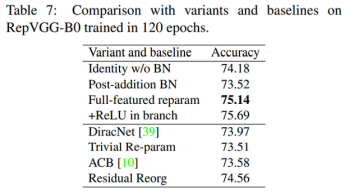 Table 7: Comparison with variants and baselines on
RepVGG-B0 trained in 120 epochs.
Variant and baseline Accuracy
Identity w/o BN 74.18
Post-addition BN 73.52
Full-featured reparam 75.14
+ReLU in branch 75.69
DiracNet [39] 73.97
Trivial Re-param 73.51
ACB [10] 73.58
Residual Reorg 74.56